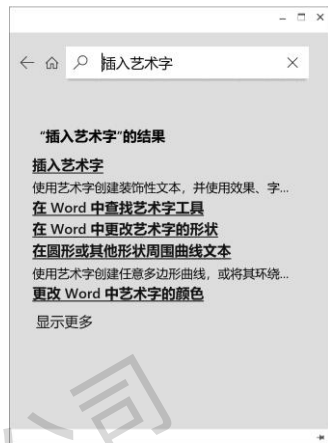 插入艺术字
“插入艺术字”的结果
插入艺术字
使用艺术字创建装饰性文本，并使用效果、字...
在 Word 中查找艺术字工具
在 Word 中更改艺术字的形状
在圆形或其他形状周围曲线文本
使用艺术字创建任意多边形曲线，或将其环绕...
更改 Word 中艺术字的颜色
显示更多
公司